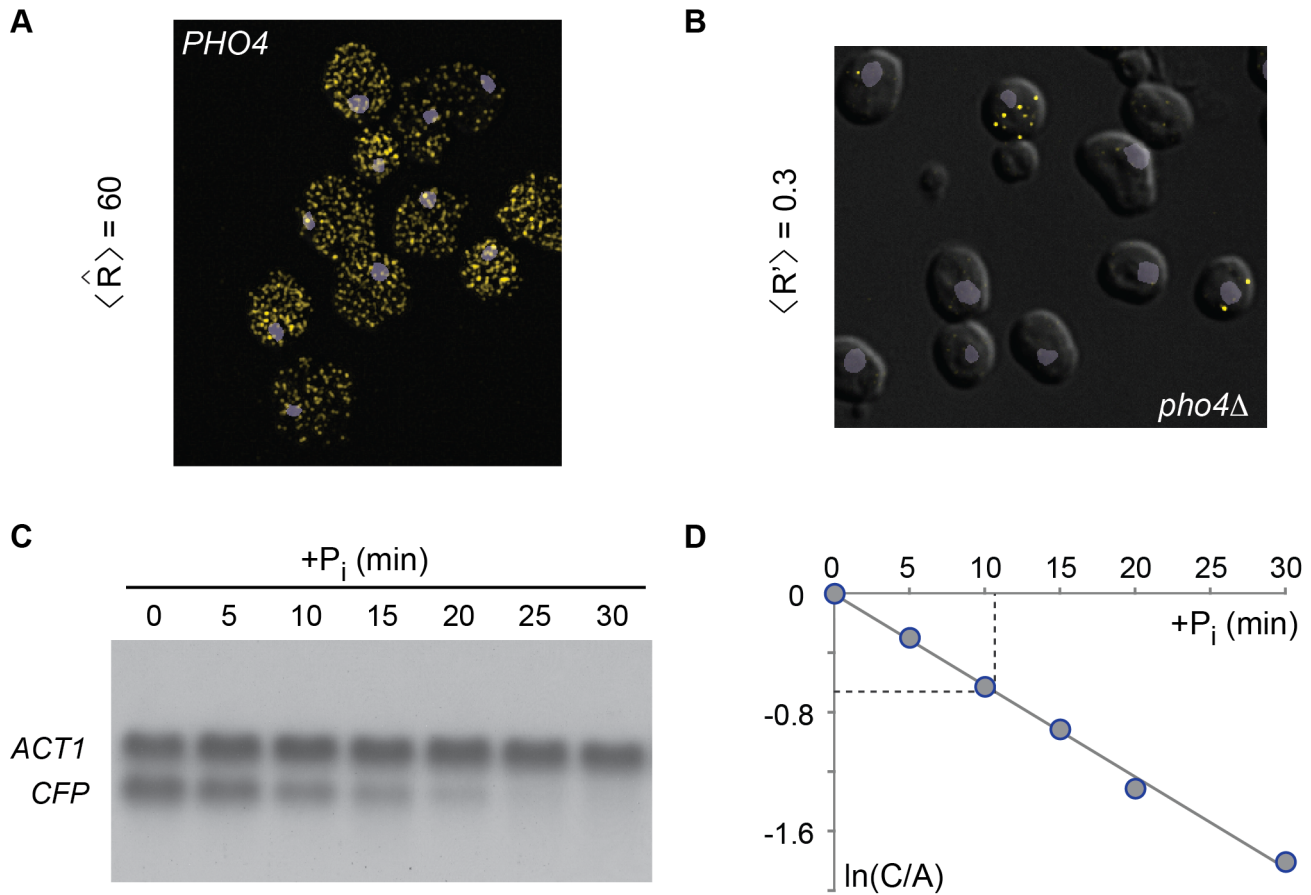 A
PHO4
⟨R̂⟩ = 60
B
⟨R'⟩ = 0.3
pho4Δ
C
+Pi (min)
0 5 10 15 20 25 30
ACT1
CFP
D
0 5 10 15 20 25 30
0
+Pi (min)
-0.8
-1.6
ln(C/A)